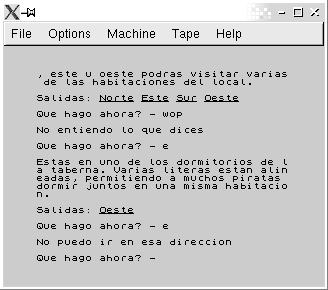 File Options Machine Tape Help
, este u oeste podras visitar varias
de las habitaciones del local.
Salidas: Norte Este Sur Oeste
Que hago ahora? - wop
No entiendo lo que dices
Que hago ahora? - e
Estas en uno de los dormitorios de l
a taberna. Varias literas estan alin
eadas, permitiendo a muchos piratas
dormir juntos en una misma habitacio
n.
Salidas: Oeste
Que hago ahora? - e
No puedo ir en esa direccion
Que hago ahora? -